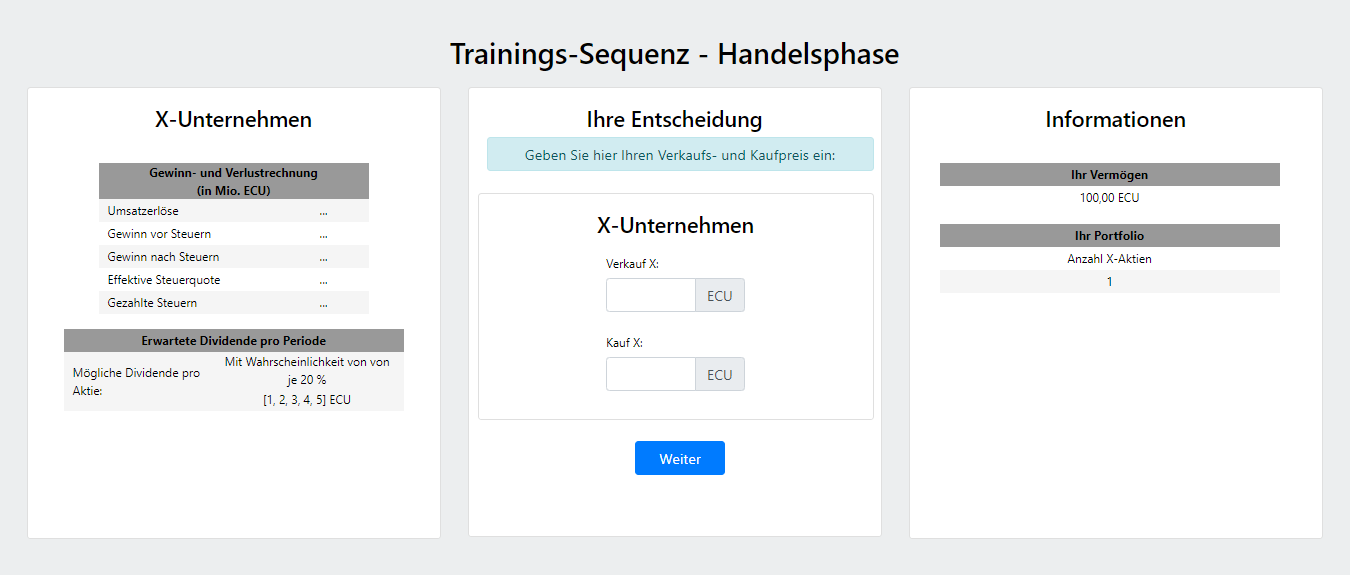 Trainings-Sequenz - Handelsphase
X-Unternehmen
Gewinn- und Verlustrechnung
(in Mio. ECU)
Umsatzerlöse ...
Gewinn vor Steuern ...
Gewinn nach Steuern ...
Effektive Steuerquote ...
Gezahlte Steuern ...
Erwartete Dividende pro Periode
Mögliche Dividende pro
Aktie:
Mit Wahrscheinlichkeit von von
je 20 %
[1, 2, 3, 4, 5] ECU
Ihre Entscheidung
Geben Sie hier Ihren Verkaufs- und Kaufpreis ein:
X-Unternehmen
Verkauf X:
ECU
Kauf X:
ECU
Weiter
Informationen
Ihr Vermögen
100,00 ECU
Ihr Portfolio
Anzahl X-Aktien
1